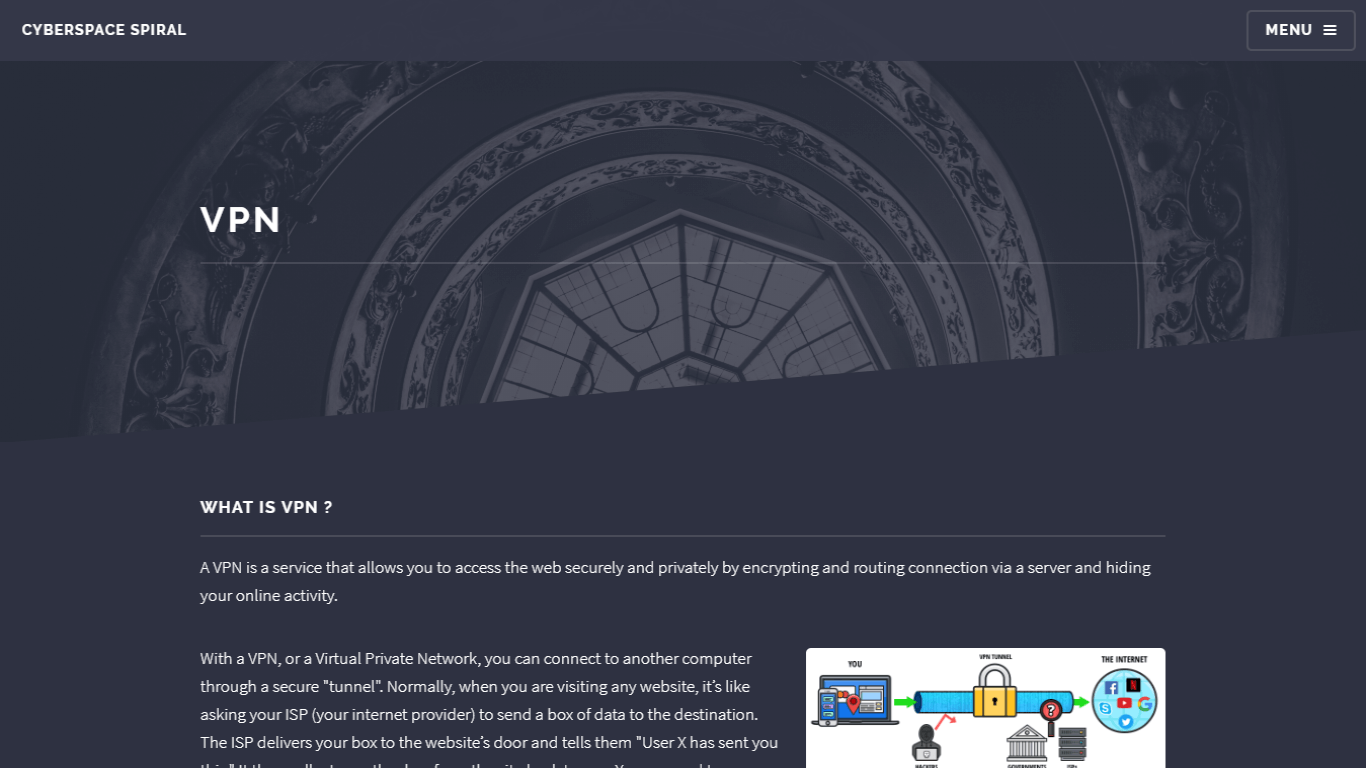 CYBERSPACE SPIRAL
MENU
VPN
WHAT IS VPN ?
A VPN is a service that allows you to access the web securely and privately by encrypting and routing connection via a server and hiding
your online activity.
With a VPN, or a Virtual Private Network, you can connect to another computer
through a secure "tunnel". Normally, when you are visiting any website, it’s like
asking your ISP (your internet provider) to send a box of data to the destination.
The ISP delivers your box to the website’s door and tells them "User X has sent you
YOU
VPN TUNNEL
THE INTERNET
HACKERS
GOVERNMENTS
ISPs